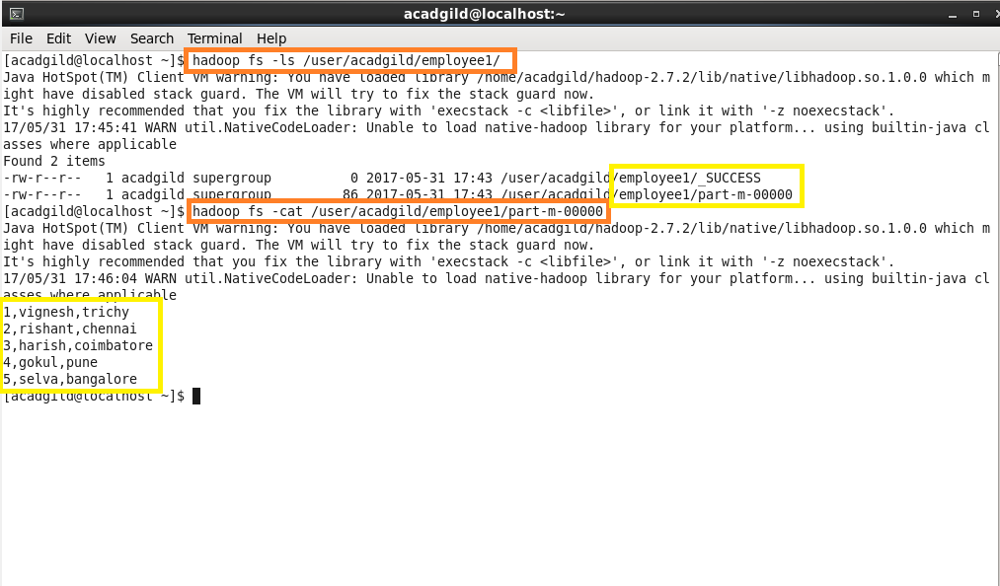 acadgild@localhost:~
File Edit View Search Terminal Help
[acadgild@localhost ~]$ hadoop fs -ls /user/acadgild/employee1/
Java HotSpot(TM) Client VM warning: You have loaded library /home/acadgild/hadoop-2.7.2/lib/native/libhadoop.so.1.0.0 which m
ight have disabled stack guard. The VM will try to fix the stack guard now.
It's highly recommended that you fix the library with 'execstack -c <libfile>', or link it with '-z noexecstack'.
17/05/31 17:45:41 WARN util.NativeCodeLoader: Unable to load native-hadoop library for your platform... using builtin-java cl
asses where applicable
Found 2 items
-rw-r--r--   1 acadgild supergroup          0 2017-05-31 17:43 /user/acadgild/employee1/_SUCCESS
-rw-r--r--   1 acadgild supergroup         86 2017-05-31 17:43 /user/acadgild/employee1/part-m-00000
[acadgild@localhost ~]$ hadoop fs -cat /user/acadgild/employee1/part-m-00000
Java HotSpot(TM) Client VM warning: You have loaded library /home/acadgild/hadoop-2.7.2/lib/native/libhadoop.so.1.0.0 which m
ight have disabled stack guard. The VM will try to fix the stack guard now.
It's highly recommended that you fix the library with 'execstack -c <libfile>', or link it with '-z noexecstack'.
17/05/31 17:46:04 WARN util.NativeCodeLoader: Unable to load native-hadoop library for your platform... using builtin-java cl
asses where applicable
1,vignesh,trichy
2,rishant,chennai
3,harish,coimbatore
4,gokul,pune
5,selva,bangalore
[acadgild@localhost ~]$